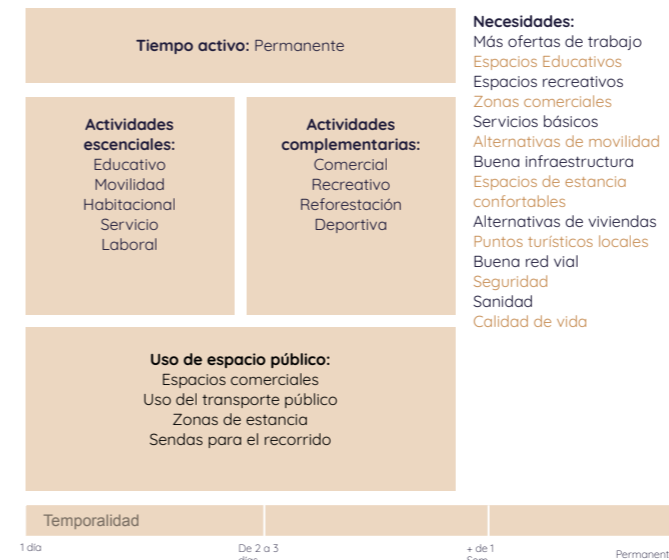 Tiempo activo: Permanente
Actividades
escenciales:
Educativo
Movilidad
Habitacional
Servicio
Laboral
Actividades
complementarias:
Comercial
Recreativo
Reforestación
Deportiva
Uso de espacio público:
Espacios comerciales
Uso del transporte público
Zonas de estancia
Sendas para el recorrido
Necesidades:
Más ofertas de trabajo
Espacios Educativos
Espacios recreativos
Zonas comerciales
Servicios básicos
Alternativas de movilidad
Buena infraestructura
Espacios de estancia
confortables
Alternativas de viviendas
Puntos turísticos locales
Buena red vial
Seguridad
Sanidad
Calidad de vida
Temporalidad
1 día
De 2 a 3
días
+ de 1
Sem
Permanent